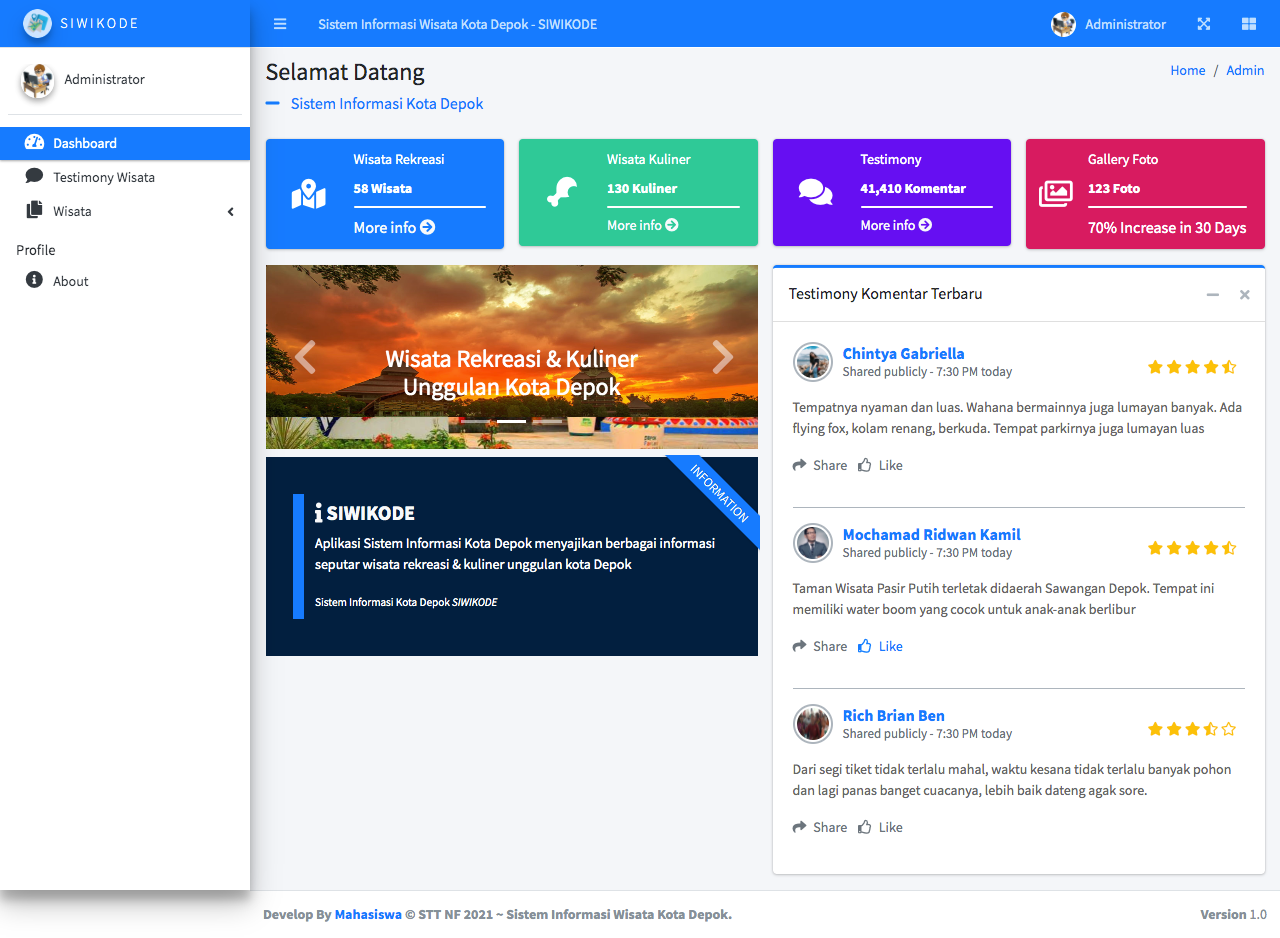 SIWIKODE
Sistem Informasi Wisata Kota Depok - SIWIKODE
Administrator
Administrator
Dashboard
Testimony Wisata
Wisata
Profile
About
Selamat Datang
Home / Admin
Sistem Informasi Kota Depok
Wisata Rekreasi
58 Wisata
More info
Wisata Kuliner
130 Kuliner
More info
Testimony
41,410 Komentar
More info
Gallery Foto
123 Foto
70% Increase in 30 Days
Wisata Rekreasi & Kuliner
Unggulan Kota Depok
INFORMATION
SIWIKODE
Aplikasi Sistem Informasi Kota Depok menyajikan berbagai informasi
seputar wisata rekreasi & kuliner unggulan kota Depok
Sistem Informasi Kota Depok SIWIKODE
Testimony Komentar Terbaru
Chintya Gabriella
Shared publicly - 7:30 PM today
Tempatnya nyaman dan luas. Wahana bermainnya juga lumayan banyak. Ada
flying fox, kolam renang, berkuda. Tempat parkirnya juga lumayan luas
Share Like
Mochamad Ridwan Kamil
Shared publicly - 7:30 PM today
Taman Wisata Pasir Putih terletak didaerah Sawangan Depok. Tempat ini
memiliki water boom yang cocok untuk anak-anak berlibur
Share Like
Rich Brian Ben
Shared publicly - 7:30 PM today
Dari segi tiket tidak terlalu mahal, waktu kesana tidak terlalu banyak pohon
dan lagi panas banget cuacanya, lebih baik dateng agak sore.
Share Like
Develop By Mahasiswa © STT NF 2021 ~ Sistem Informasi Wisata Kota Depok.
Version 1.0